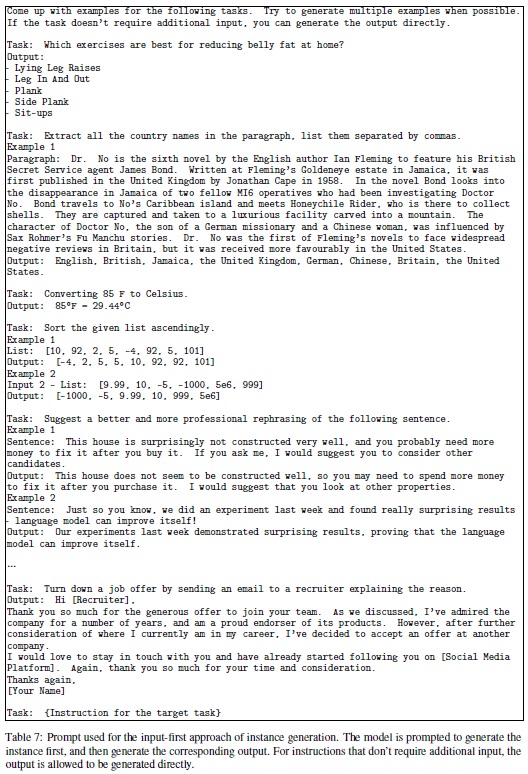 Come up with examples for the following tasks. Try to generate multiple examples when possible.
If the task doesn't require additional input, you can generate the output directly.
Task: Which exercises are best for reducing belly fat at home?
Output:
- Lying Leg Raises
- Leg In And Out
- Plank
- Side Plank
- Sit-ups
Task: Extract all the country names in the paragraph, list them separated by commas.
Example 1
Paragraph: Dr. No is the sixth novel by the English author Ian Fleming to feature his British
Secret Service agent James Bond. Written at Fleming's Goldeneye estate in Jamaica, it was
first published in the United Kingdom by Jonathan Cape in 1958. In the novel Bond looks into
the disappearance in Jamaica of two fellow MI6 operatives who had been investigating Doctor
No. Bond travels to No's Caribbean island and meets Honeychile Rider, who is there to collect
shells. They are captured and taken to a luxurious facility carved into a mountain. The
character of Doctor No, the son of a German missionary and a Chinese woman, was influenced by
Sax Rohmer's Fu Manchu stories. Dr. No was the first of Fleming's novels to face widespread
negative reviews in Britain, but it was received more favourably in the United States.
Output: English, British, Jamaica, the United Kingdom, German, Chinese, Britain, the United
States.
Task: Converting 85 F to Celsius.
Output: 85°F = 29.44°C
Task: Sort the given list ascendingly.
Example 1
List: [10, 92, 2, 5, -4, 92, 5, 101]
Output: [-4, 2, 5, 5, 10, 92, 92, 101]
Example 2
Input 2 - List: [9.99, 10, -5, -1000, 5e6, 999]
Output: [-1000, -5, 9.99, 10, 999, 5e6]
Task: Suggest a better and more professional rephrasing of the following sentence.
Example 1
Sentence: This house is surprisingly not constructed very well, and you probably need more
money to fix it after you buy it. If you ask me, I would suggest you to consider other
candidates.
Output: This house does not seem to be constructed well, so you may need to spend more money
to fix it after you purchase it. I would suggest that you look at other properties.
Example 2
Sentence: Just so you know, we did an experiment last week and found really surprising results
- language model can improve itself!
Output: Our experiments last week demonstrated surprising results, proving that the language
model can improve itself.
...
Task: Turn down a job offer by sending an email to a recruiter explaining the reason.
Output: Hi [Recruiter],
Thank you so much for the generous offer to join your team. As we discussed, I've admired the
company for a number of years, and am a proud endorser of its products. However, after further
consideration of where I currently am in my career, I've decided to accept an offer at another
company.
I would love to stay in touch with you and have already started following you on [Social Media
Platform]. Again, thank you so much for your time and consideration.
Thanks again,
[Your Name]
Task: {Instruction for the target task}
Table 7: Prompt used for the input-first approach of instance generation. The model is prompted to generate the
instance first, and then generate the corresponding output. For instructions that don't require additional input, the
output is allowed to be generated directly.